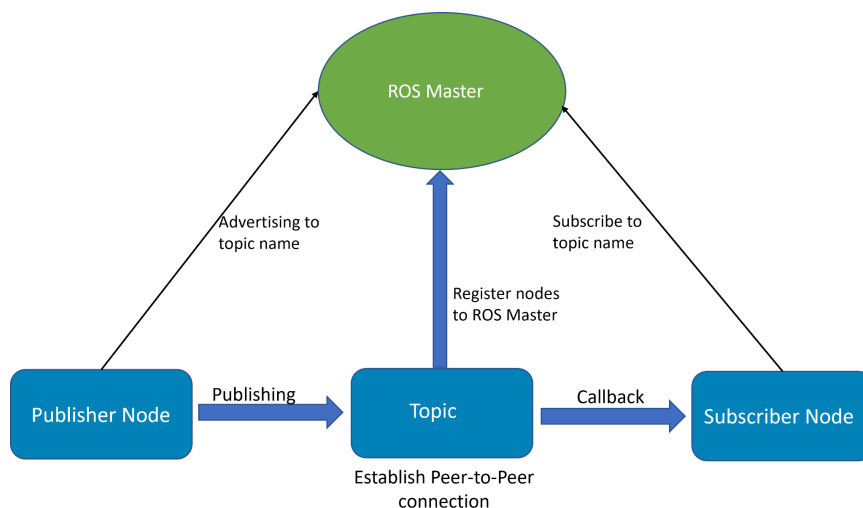 ROS Master
Advertising to
topic name
Subscribe to
topic name
Register nodes
to ROS Master
Publisher Node
Publishing
Topic
Callback
Subscriber Node
Establish Peer-to-Peer
connection